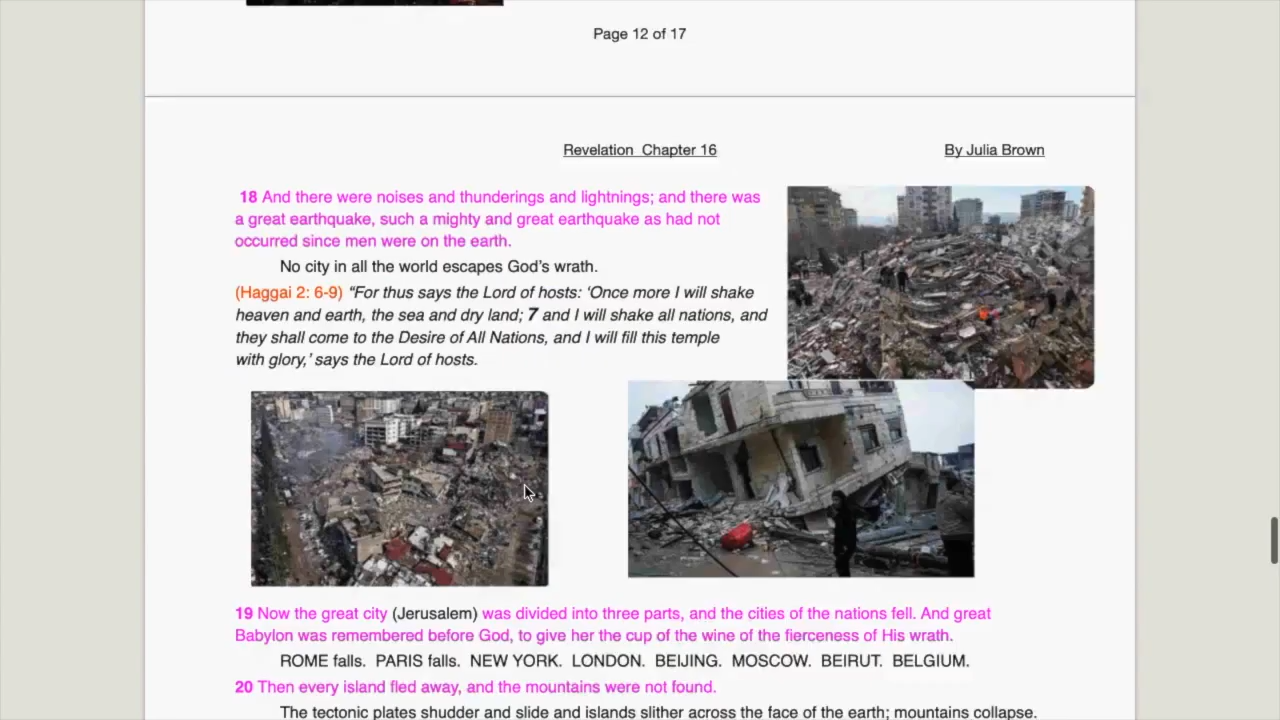 Page 12 of 17
Revelation  Chapter 16
By Julia Brown
18 And there were noises and thunderings and lightnings; and there was
a great earthquake, such a mighty and great earthquake as had not
occurred since men were on the earth.
No city in all the world escapes God’s wrath.
(Haggai 2: 6-9) “For thus says the Lord of hosts: ‘Once more I will shake
heaven and earth, the sea and dry land; 7 and I will shake all nations, and
they shall come to the Desire of All Nations, and I will fill this temple
with glory,’ says the Lord of hosts.
19 Now the great city (Jerusalem) was divided into three parts, and the cities of the nations fell. And great
Babylon was remembered before God, to give her the cup of the wine of the fierceness of His wrath.
ROME falls.  PARIS falls.  NEW YORK.  LONDON.  BEIJING.  MOSCOW.  BEIRUT.  BELGIUM.
20 Then every island fled away, and the mountains were not found.
The tectonic plates shudder and slide and islands slither across the face of the earth; mountains collapse.